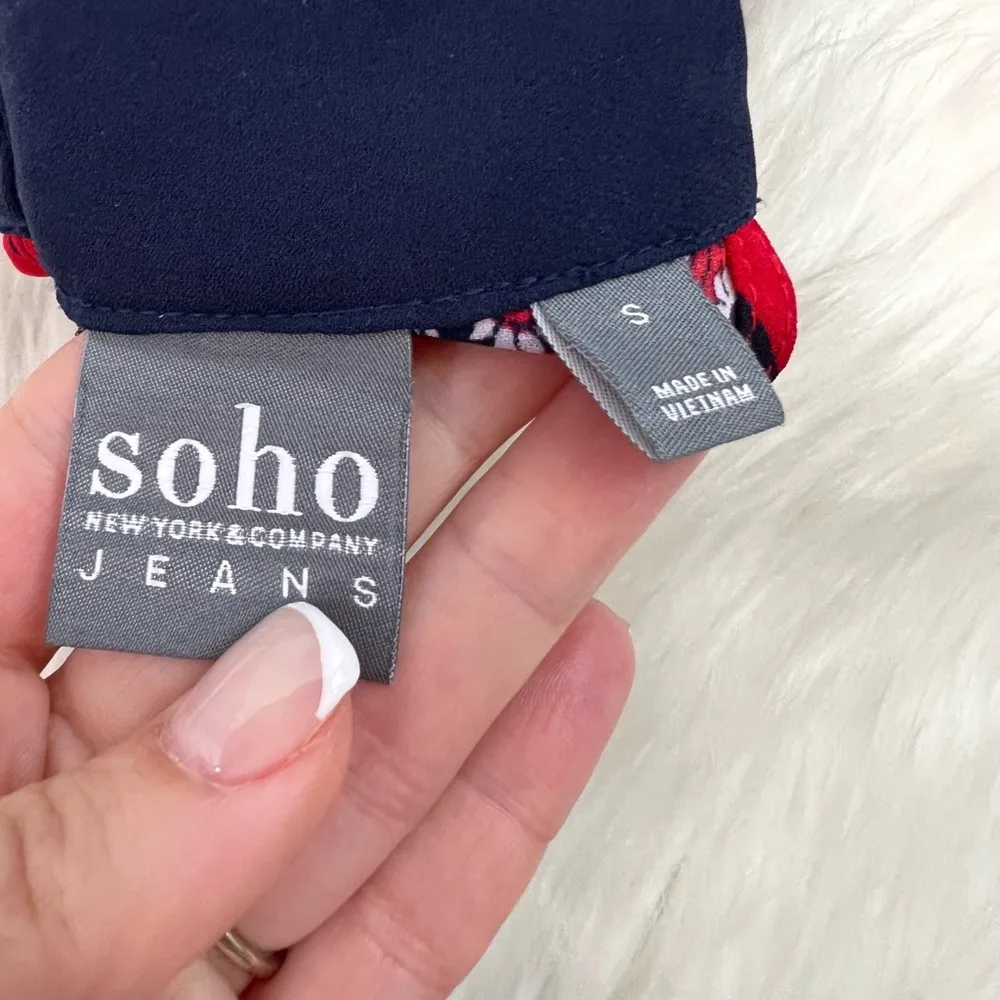 soho
NEW YORK & COMPANY
JEANS
S
MADE IN
VIETNAM